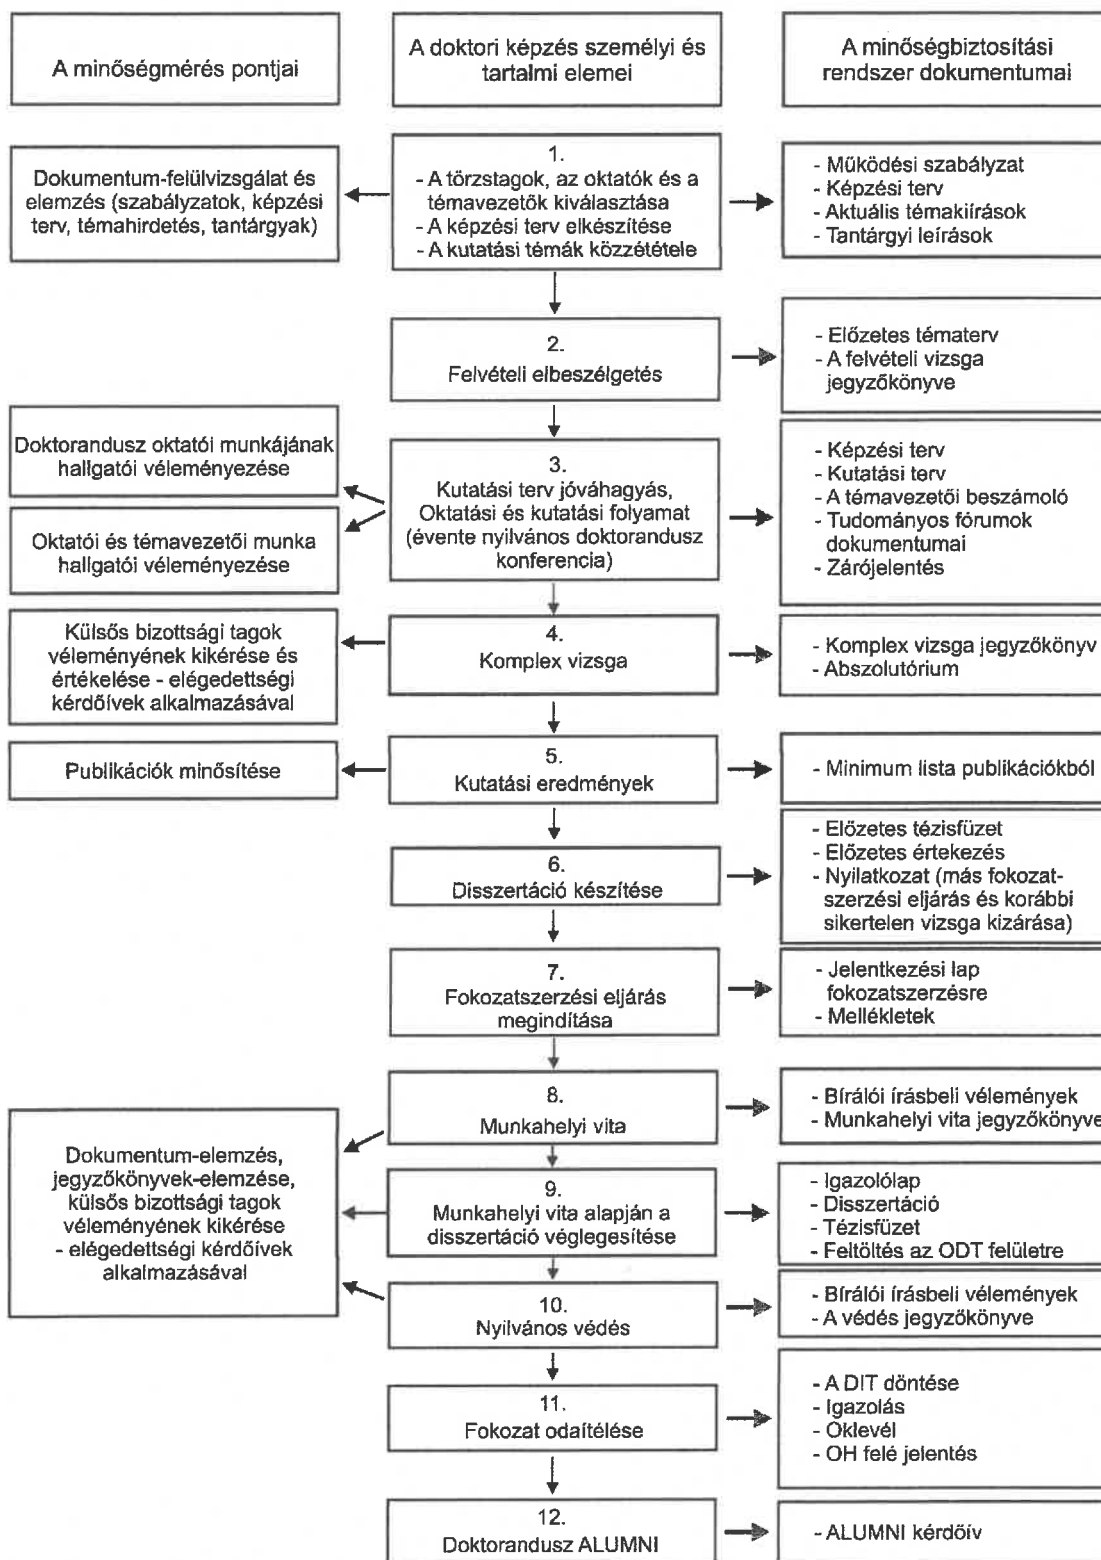 A minőségmérés pontjai
A doktori képzés személyi és
tartalmi elemei
A minőségbiztosítási
rendszer dokumentumai
Dokumentum-felülvizsgálat és
elemzés (szabályzatok, képzési
terv, témahirdetés, tantárgyak)
1.
- A törzstagok, az oktatók és a
témavezetők kiválasztása
- A képzési terv elkészítése
- A kutatási témák közzététele
- Működési szabályzat
- Képzési terv
- Aktuális témakiírások
- Tantárgyi leírások
2.
Felvételi elbeszélgetés
- Előzetes tématerv
- A felvételi vizsga
jegyzőkönyve
Doktorandusz oktatói munkájának
hallgatói véleményezése
Oktatói és témavezetői munka
hallgatói véleményezése
3.
Kutatási terv jóváhagyás,
Oktatási és kutatási folyamat
(évente nyilvános doktorandusz
konferencia)
- Képzési terv
- Kutatási terv
- A témavezetői beszámoló
- Tudományos fórumok
dokumentumai
- Zárójelentés
Külsős bizottsági tagok
véleményének kikérése és
értékelése - elégedettségi
kérdőívek alkalmazásával
4.
Komplex vizsga
- Komplex vizsga jegyzőkönyv
- Abszolutórium
Publikációk minősítése
5.
Kutatási eredmények
- Minimum lista publikációkból
6.
Disszertáció készítése
- Előzetes tézisfüzet
- Előzetes értekezés
- Nyilatkozat (más fokozat-
szerzési eljárás és korábbi
sikertelen vizsga kizárása)
7.
Fokozatszerzési eljárás
megindítása
- Jelentkezési lap
fokozatszerzésre
- Mellékletek
8.
Munkahelyi vita
- Bírálói írásbeli vélemények
- Munkahelyi vita jegyzőkönyve
Dokumentum-elemzés,
jegyzőkönyvek-elemzése,
külsős bizottsági tagok
véleményének kikérése
- elégedettségi kérdőívek
alkalmazásával
9.
Munkahelyi vita alapján a
disszertáció véglegesítése
- Igazolólap
- Disszertáció
- Tézisfüzet
- Feltöltés az ODT felületre
10.
Nyilvános védés
- Bírálói írásbeli vélemények
- A védés jegyzőkönyve
11.
Fokozat odaítélése
- A DIT döntése
- Igazolás
- Oklevél
- OH felé jelentés
12.
Doktorandusz ALUMNI
- ALUMNI kérdőív